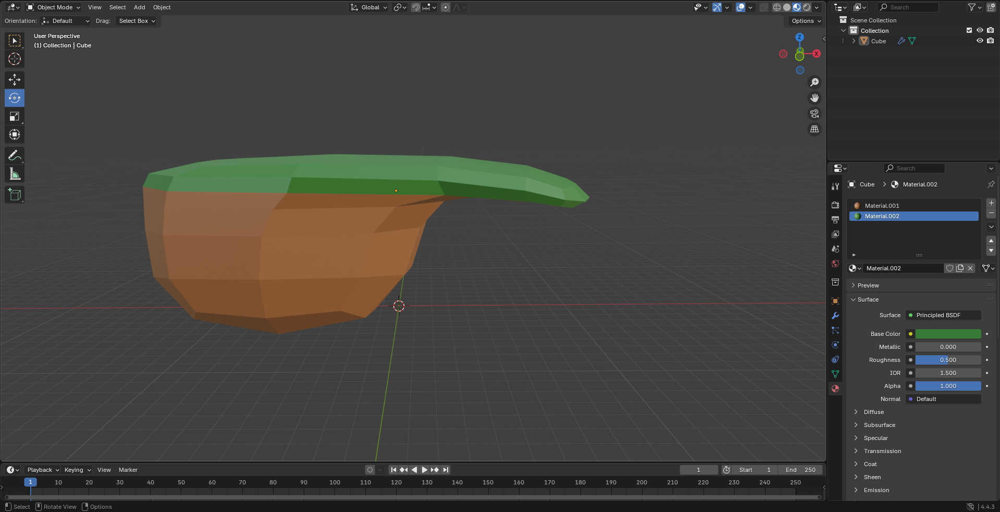 Object Mode View Select Add Object Global
Orientation: Default Drag: Select Box Options
User Perspective
(1) Collection | Cube
Z
X
Search
Scene Collection
Collection
Cube
Search
Cube > Material.002
Material.001
Material.002
Material.002
Preview
Surface
Surface Principled BSDF
Base Color
Metallic 0.000
Roughness 0.500
IOR 1.500
Alpha 1.000
Normal Default
Diffuse
Subsurface
Specular
Transmission
Coat
Sheen
Emission
Playback Keying View Marker 1 Start 1 End 250
1 10 20 30 40 50 60 70 80 90 100 110 120 130 140 150 160 170 180 190 200 210 220 230 240 250
Select Rotate View Options 4.4.3